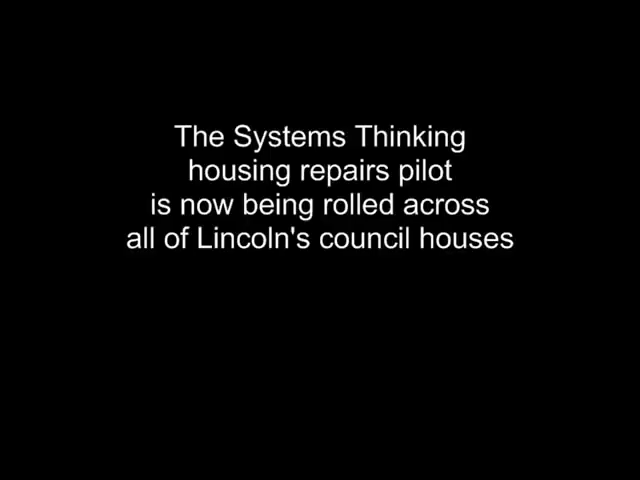 The Systems Thinking
housing repairs pilot
is now being rolled across
all of Lincoln's council houses